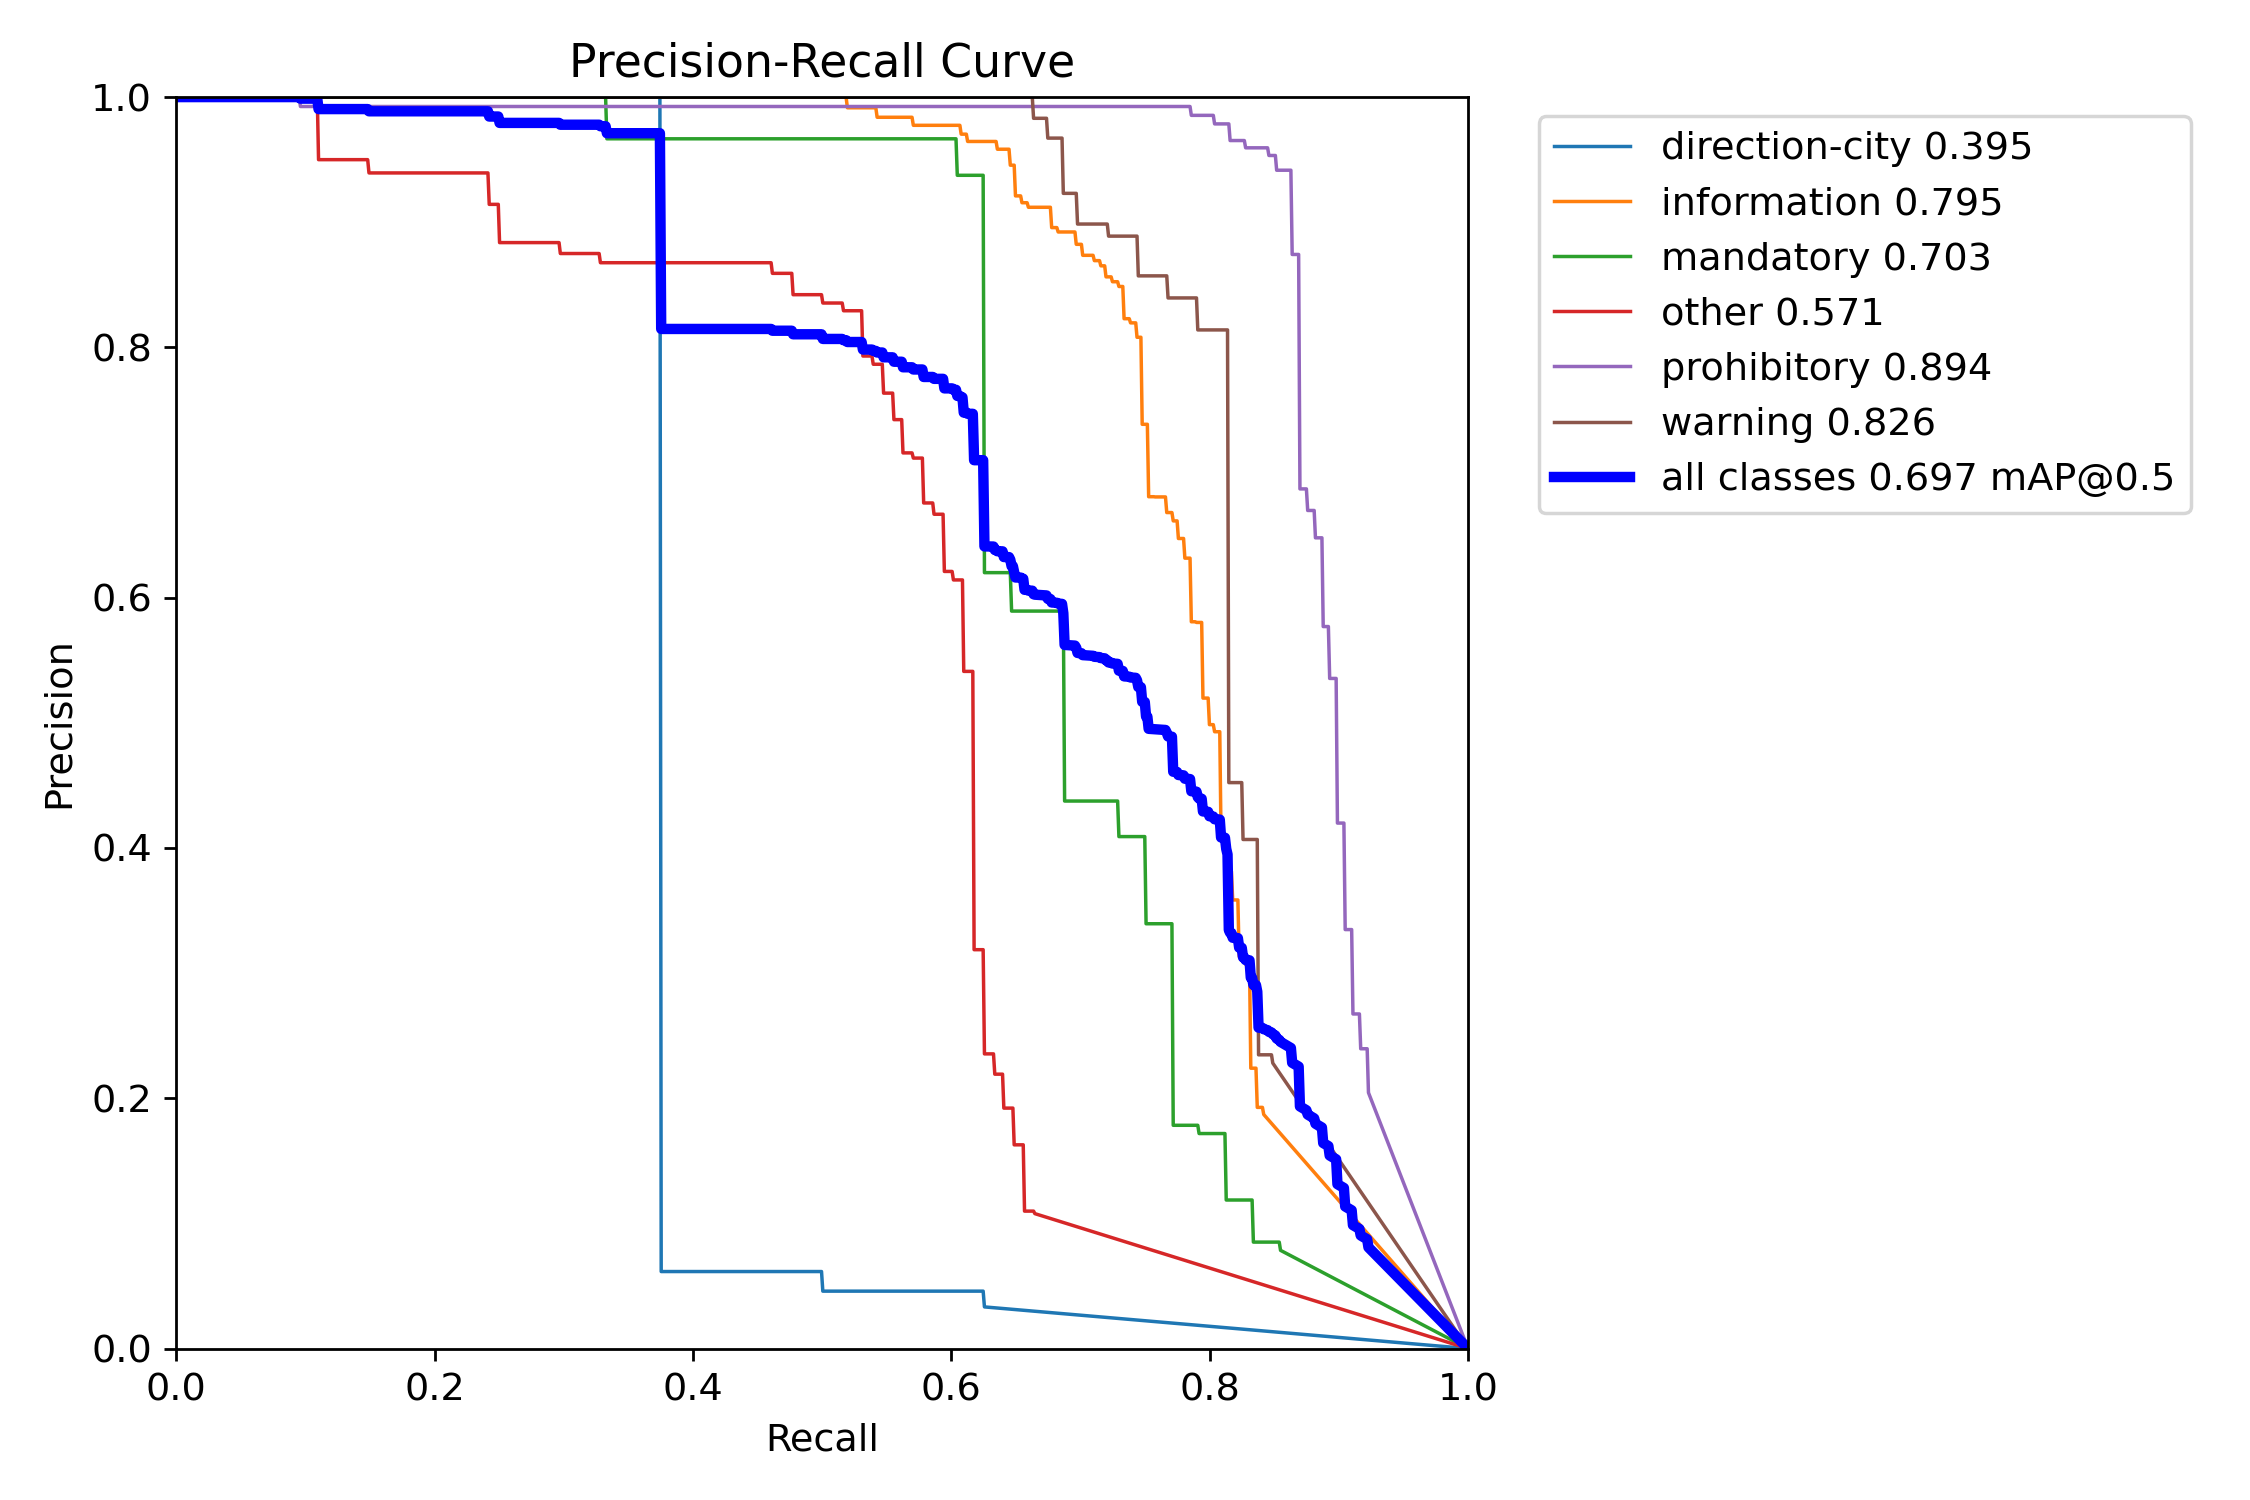 Precision-Recall Curve
1.0
0.8
0.6
0.4
0.2
0.0
Precision
0.0 0.2 0.4 0.6 0.8 1.0
Recall
direction-city 0.395
information 0.795
mandatory 0.703
other 0.571
prohibitory 0.894
warning 0.826
all classes 0.697 mAP@0.5